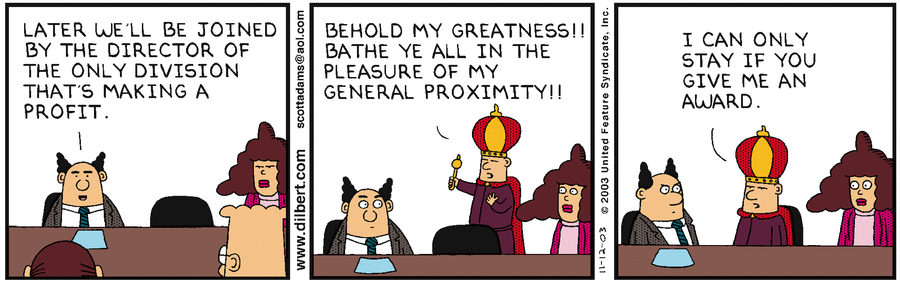 LATER WE'LL BE JOINED
BY THE DIRECTOR OF
THE ONLY DIVISION
THAT'S MAKING A
PROFIT.
www.dilbert.com
scottadams@aol.com
BEHOLD MY GREATNESS!!
BATHE YE ALL IN THE
PLEASURE OF MY
GENERAL PROXIMITY!!
11-12-03
© 2003 United Feature Syndicate, Inc.
I CAN ONLY
STAY IF YOU
GIVE ME AN
AWARD.